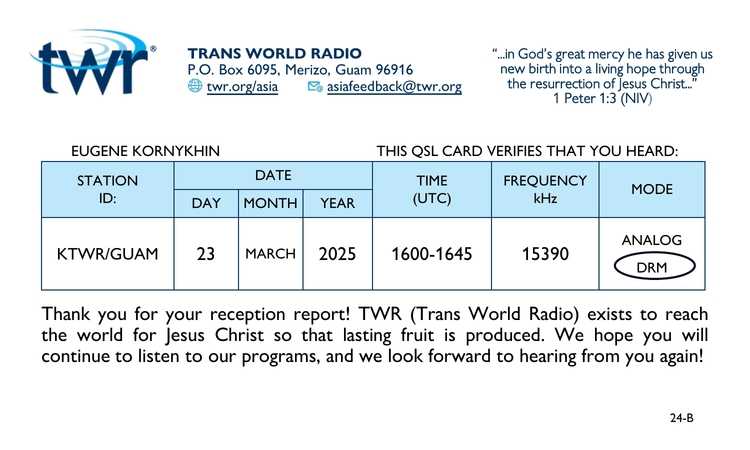 twr®
TRANS WORLD RADIO
P.O. Box 6095, Merizo, Guam 96916
twr.org/asia asiafeedback@twr.org
“...in God’s great mercy he has given us
new birth into a living hope through
the resurrection of Jesus Christ...”
1 Peter 1:3 (NIV)
EUGENE KORNYKHIN THIS QSL CARD VERIFIES THAT YOU HEARD:
STATION ID: DATE TIME (UTC) FREQUENCY kHz MODE
DAY MONTH YEAR
KTWR/GUAM 23 MARCH 2025 1600-1645 15390 ANALOG
DRM
Thank you for your reception report! TWR (Trans World Radio) exists to reach
the world for Jesus Christ so that lasting fruit is produced. We hope you will
continue to listen to our programs, and we look forward to hearing from you again!
24-B